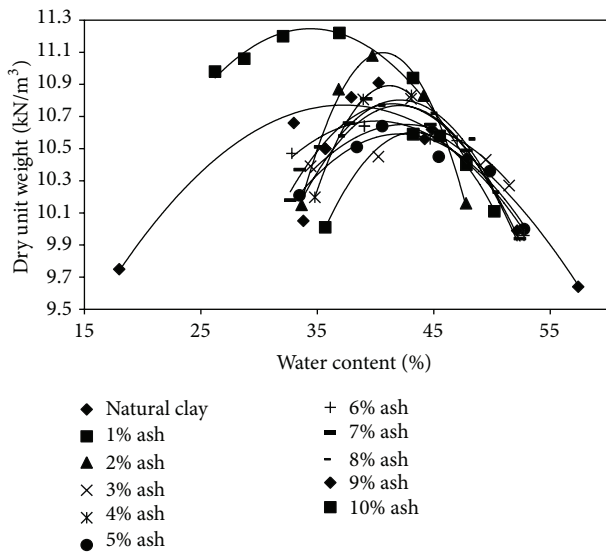 11.3
11.1
10.9
10.7
10.5
10.3
10.1
9.9
9.7
9.5
Dry unit weight (kN/m³)
15 25 35 45 55
Water content (%)
Natural clay
1% ash
2% ash
3% ash
4% ash
5% ash
6% ash
7% ash
8% ash
9% ash
10% ash